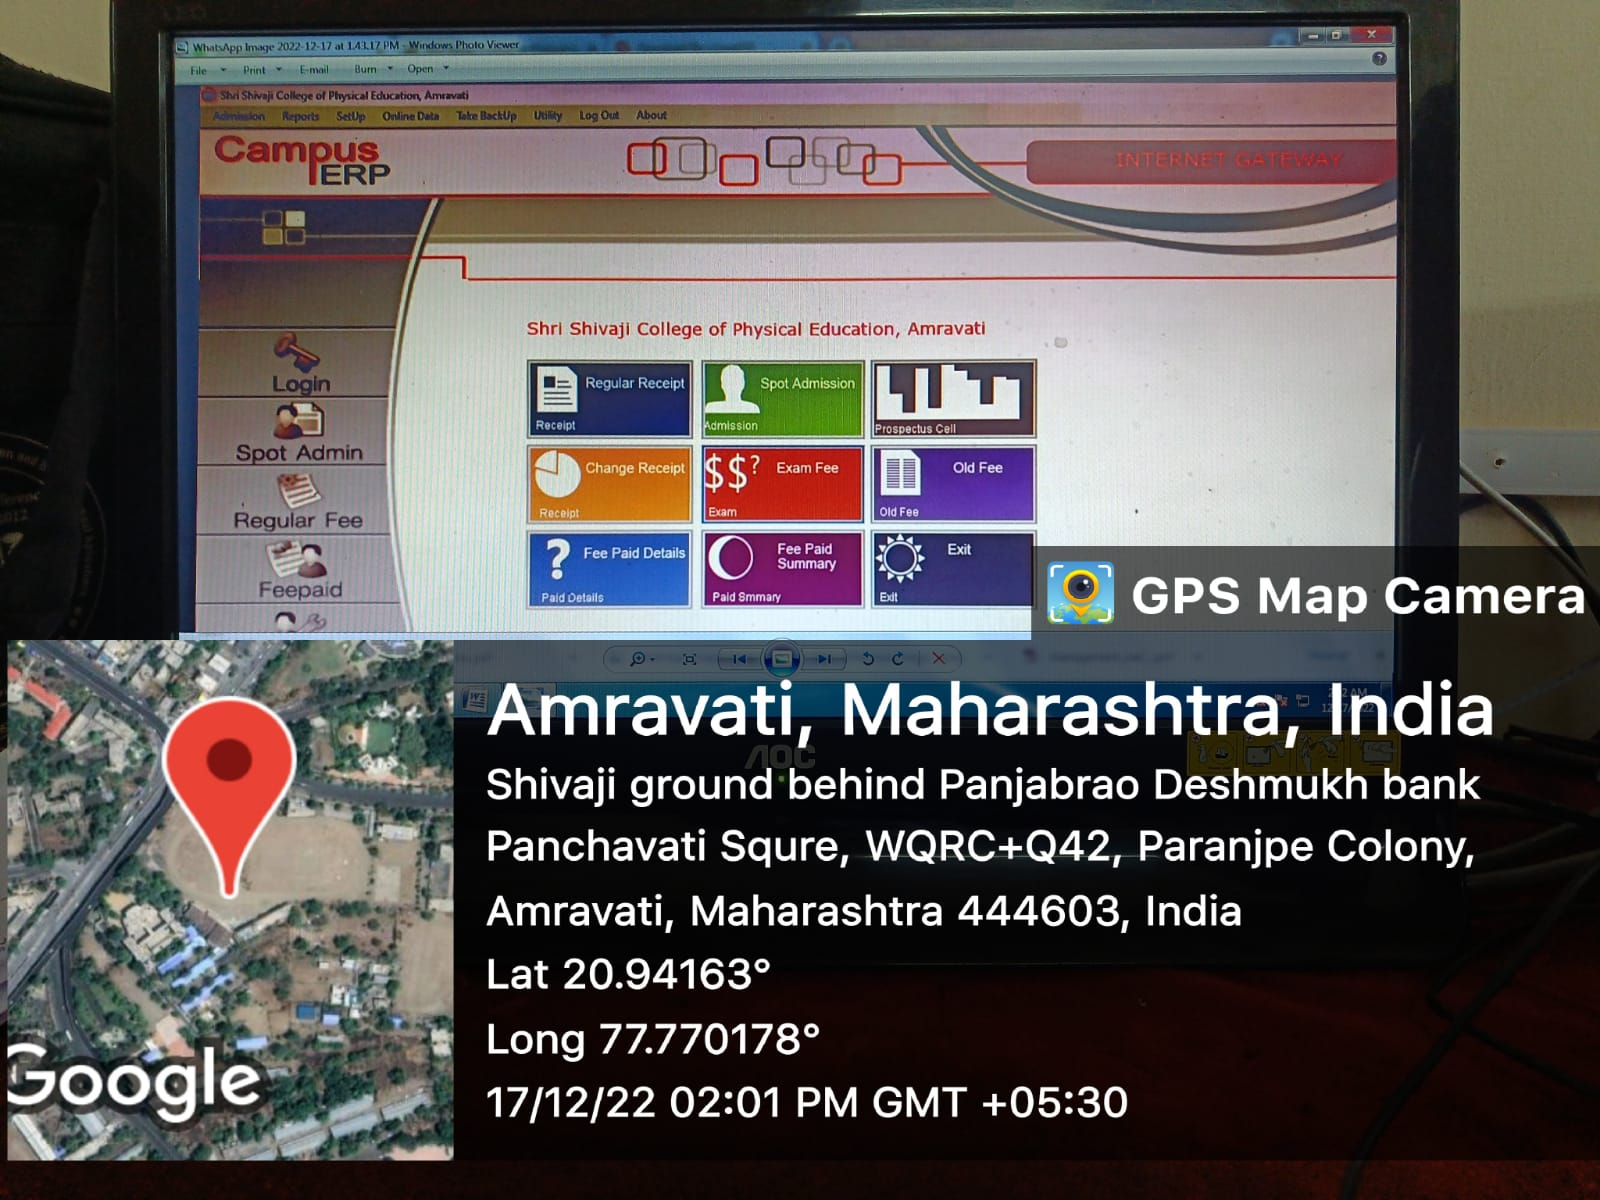 WhatsApp Image 2022-12-17 at 1.43.17 PM - Windows Photo Viewer
File Print E-mail Burn Open
Shri Shivaji College of Physical Education, Amravati
Admission Reports SetUp Online Data Take BackUp Utility Log Out About
Campus
ERP
INTERNET GATEWAY
Login
Spot Admin
Regular Fee
Feepaid
Shri Shivaji College of Physical Education, Amravati
Regular Receipt
Receipt
Spot Admission
Admission
Prospectus Cell
Change Receipt
Receipt
$$? Exam Fee
Exam
Old Fee
Old Fee
? Fee Paid Details
Paid Details
Fee Paid
Summary
Paid Smmary
Exit
Exit
GPS Map Camera
AOC
Amravati, Maharashtra, India
Shivaji ground behind Panjabrao Deshmukh bank
Panchavati Squre, WQRC+Q42, Paranjpe Colony,
Amravati, Maharashtra 444603, India
Lat 20.94163°
Long 77.770178°
17/12/22 02:01 PM GMT +05:30
Google